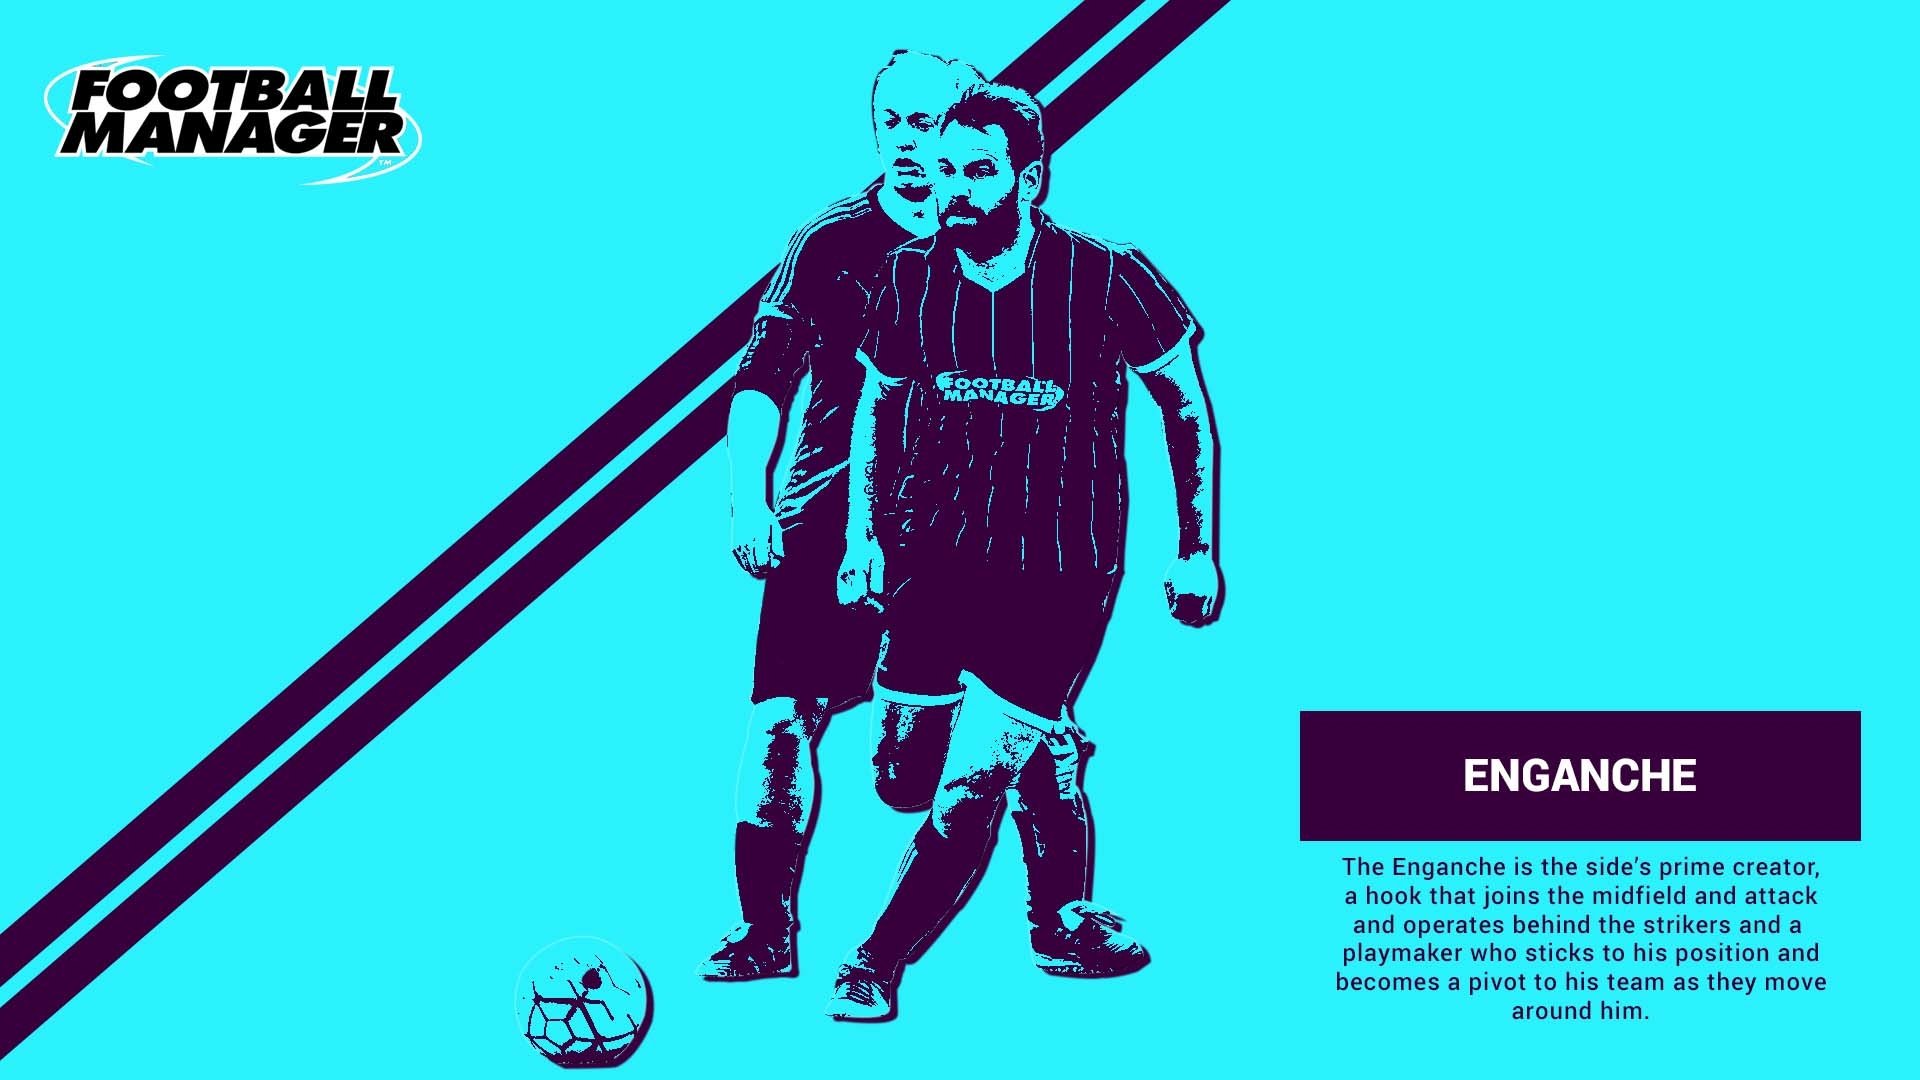 FOOTBALL
MANAGER
TM
FOOTBALL
MANAGER
ENGANCHE
The Enganche is the side’s prime creator,
a hook that joins the midfield and attack
and operates behind the strikers and a
playmaker who sticks to his position and
becomes a pivot to his team as they move
around him.